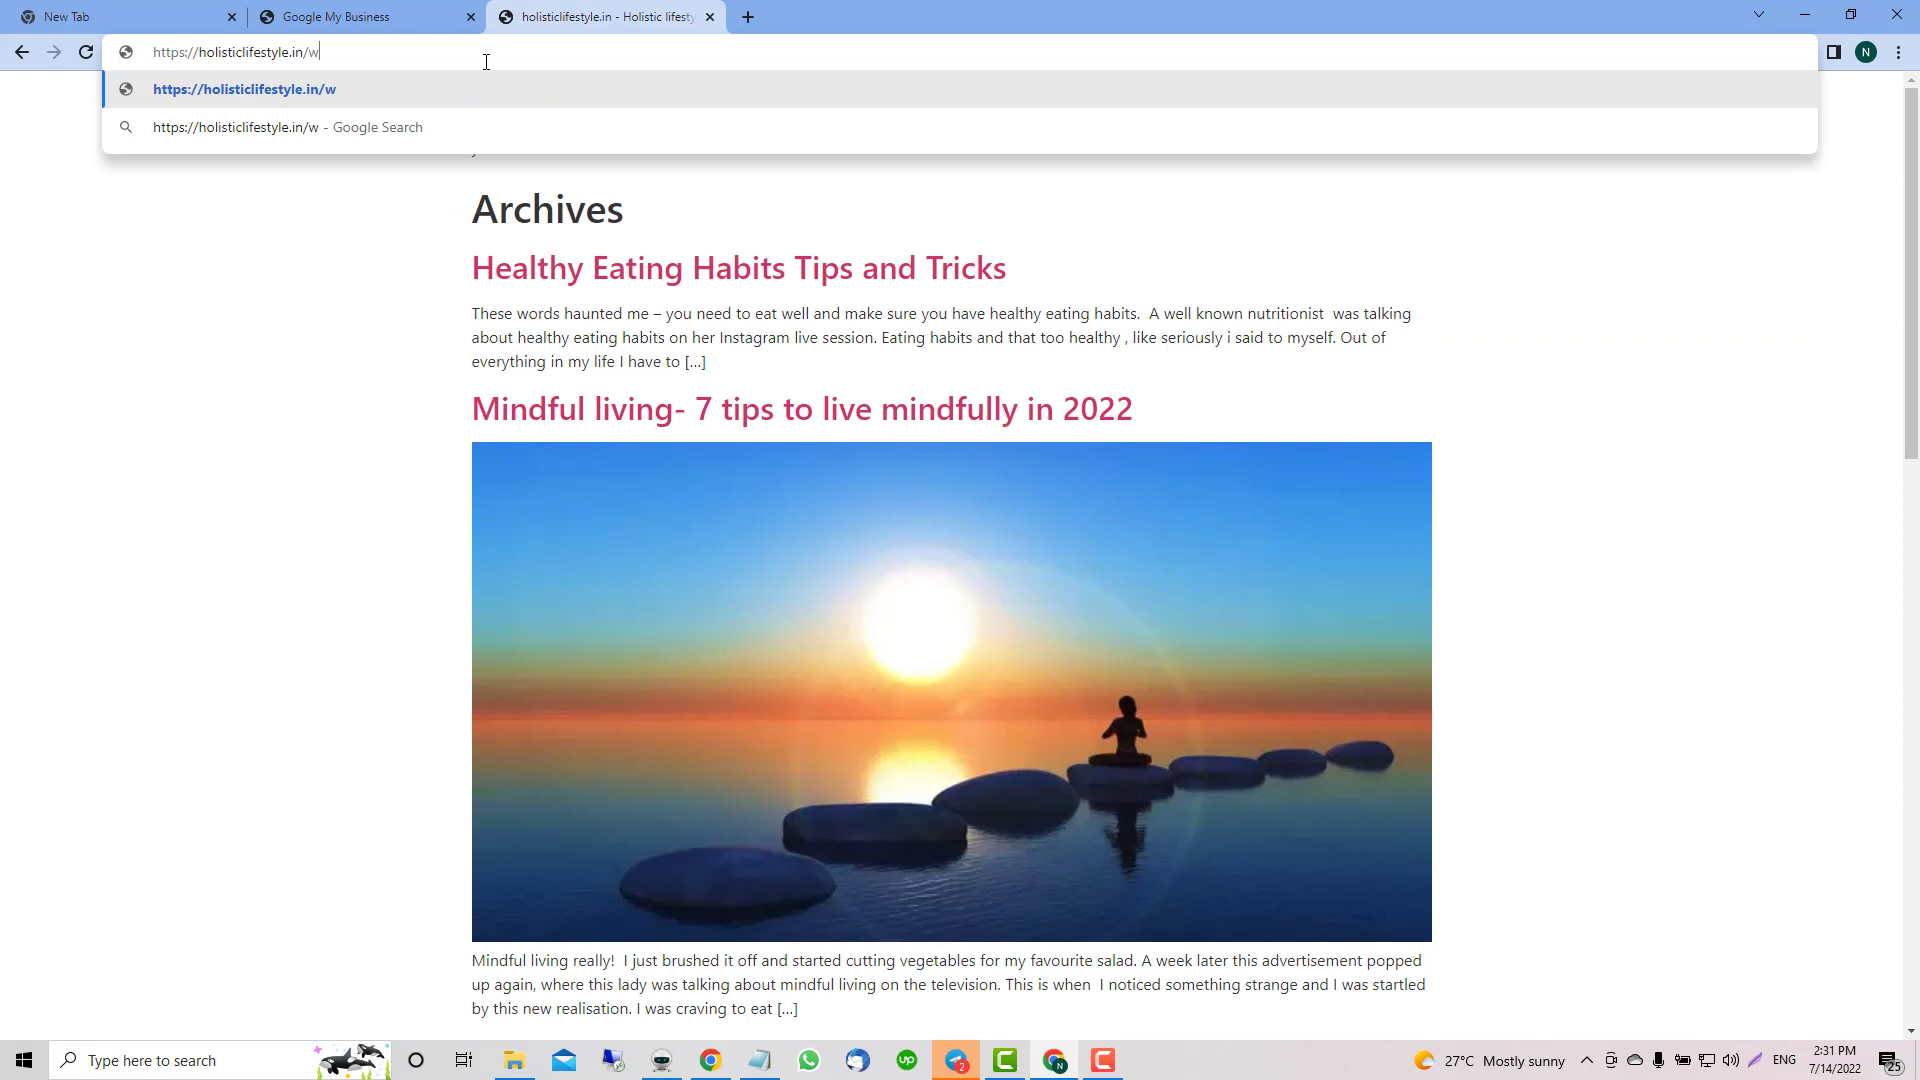 New Tab
Google My Business
holisticlifestyle.in - Holistic lifesty
https://holisticlifestyle.in/w
N
https://holisticlifestyle.in/w
https://holisticlifestyle.in/w - Google Search
Archives
Healthy Eating Habits Tips and Tricks
These words haunted me – you need to eat well and make sure you have healthy eating habits.  A well known nutritionist  was talking
about healthy eating habits on her Instagram live session. Eating habits and that too healthy , like seriously i said to myself. Out of
everything in my life I have to […]
Mindful living- 7 tips to live mindfully in 2022
Mindful living really!  I just brushed it off and started cutting vegetables for my favourite salad. A week later this advertisement popped
up again, where this lady was talking about mindful living on the television. This is when  I noticed something strange and I was startled
by this new realisation. I was craving to eat […]
Type here to search
up
2
N
27°C Mostly sunny
ENG
2:31 PM
7/14/2022
25